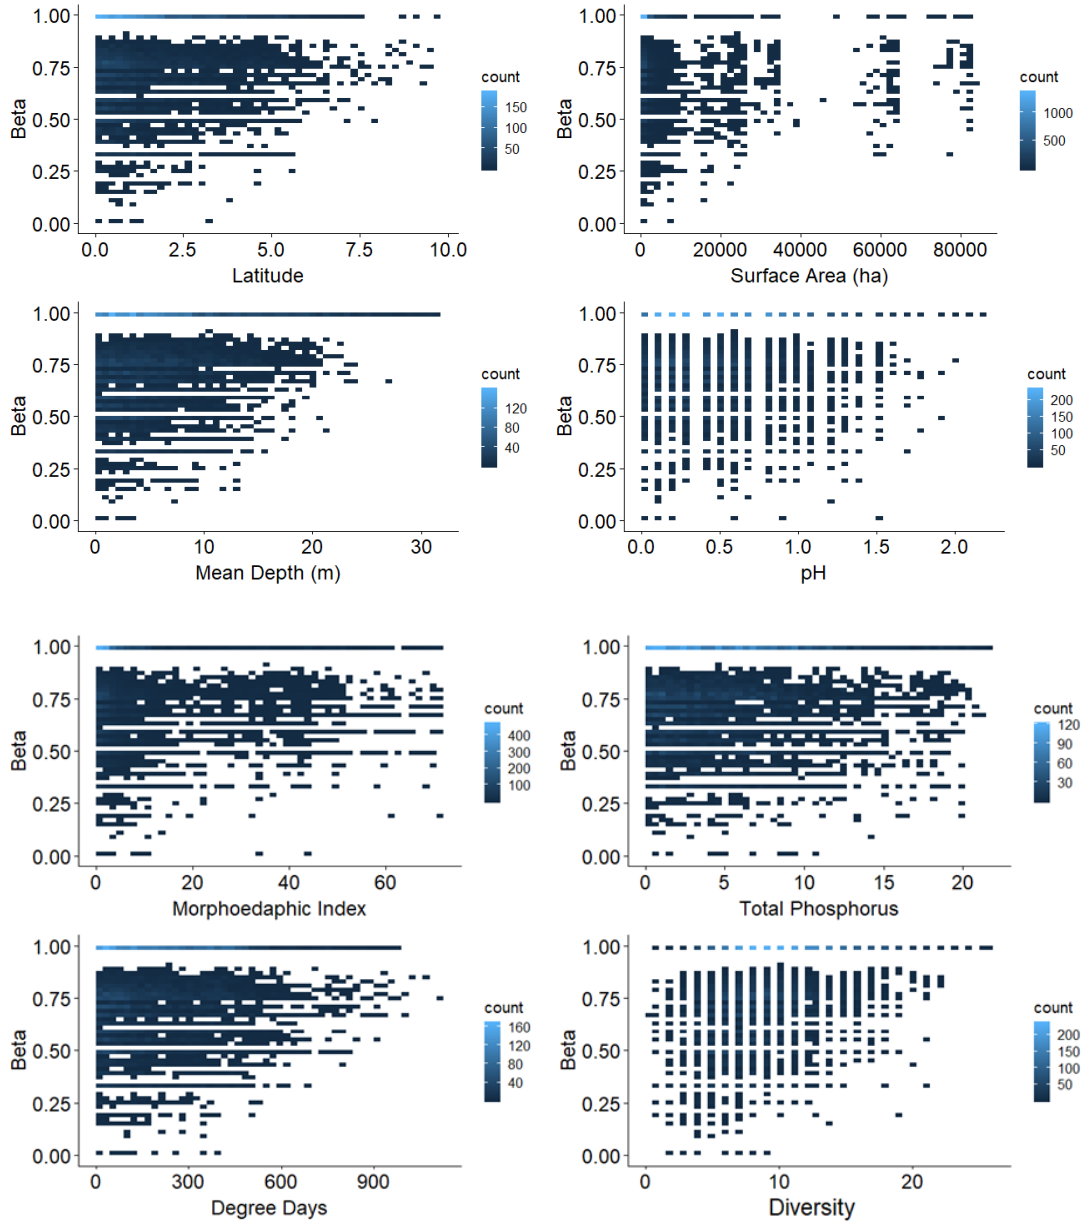 1.00
0.75
0.50
0.25
0.00
Beta
0.0 2.5 5.0 7.5 10.0
Latitude
count
150
100
50
1.00
0.75
0.50
0.25
0.00
Beta
0 20000 40000 60000 80000
Surface Area (ha)
count
1000
500
1.00
0.75
0.50
0.25
0.00
Beta
0 10 20 30
Mean Depth (m)
count
120
80
40
1.00
0.75
0.50
0.25
0.00
Beta
0.0 0.5 1.0 1.5 2.0
pH
count
200
150
100
50
1.00
0.75
0.50
0.25
0.00
Beta
0 20 40 60
Morphoedaphic Index
count
400
300
200
100
1.00
0.75
0.50
0.25
0.00
Beta
0 5 10 15 20
Total Phosphorus
count
120
90
60
30
1.00
0.75
0.50
0.25
0.00
Beta
0 300 600 900
Degree Days
count
160
120
80
40
1.00
0.75
0.50
0.25
0.00
Beta
0 10 20
Diversity
count
200
150
100
50